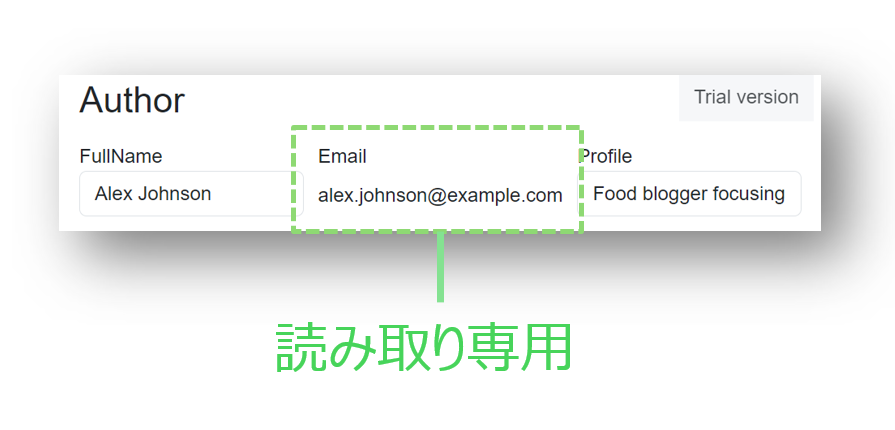 Author
Trial version
FullName
Email
Profile
Alex Johnson
alex.johnson@example.com
Food blogger focusing
読み取り専用